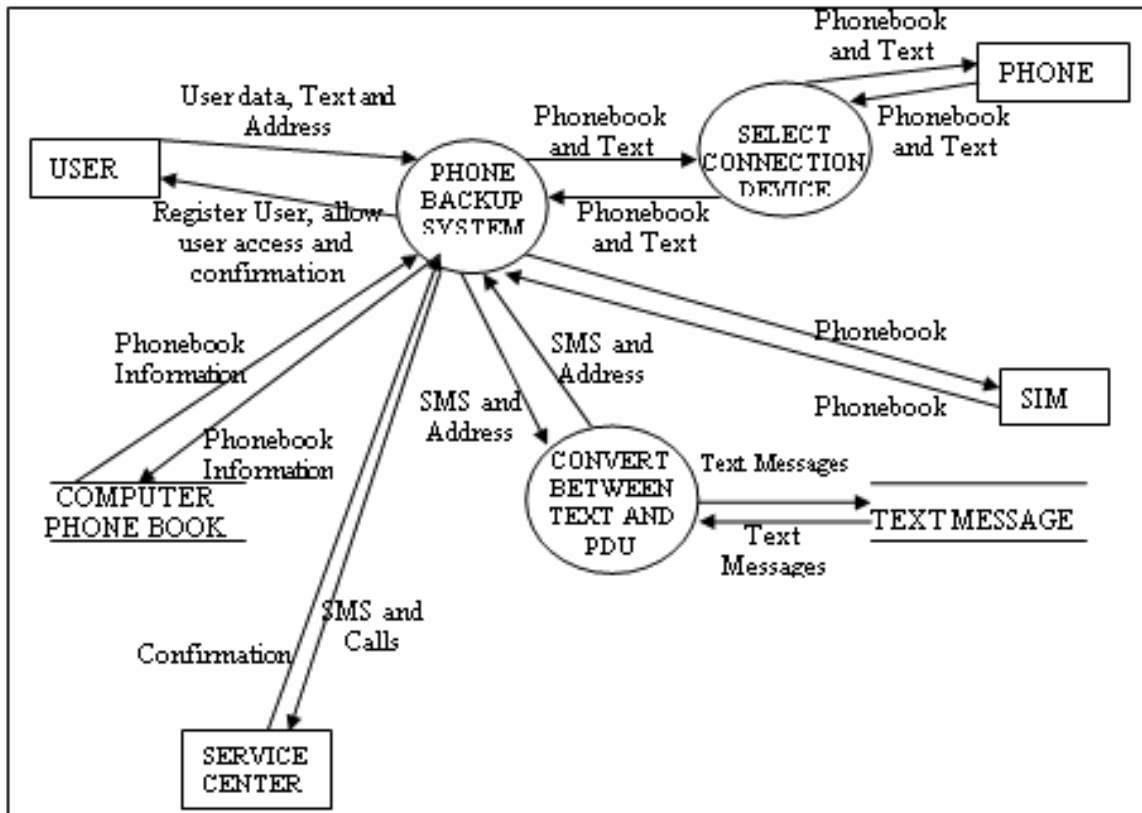 Phonebook
and Text
PHONE
User data, Text and
Address
Phonebook
and Text
Phonebook
and Text
SELECT
CONNECTION
DEVICE
USER
PHONE
BACKUP
SYSTEM
Register User, allow
user access and
confirmation
Phonebook
and Text
Phonebook
Information
SMS and
Address
Phonebook
SMS and
Address
Phonebook
SIM
Phonebook
Information
CONVERT
BETWEEN
TEXT AND
PDU
Text Messages
COMPUTER
PHONE BOOK
TEXT MESSAGE
Text
Messages
SMS and
Calls
Confirmation
SERVICE
CENTER